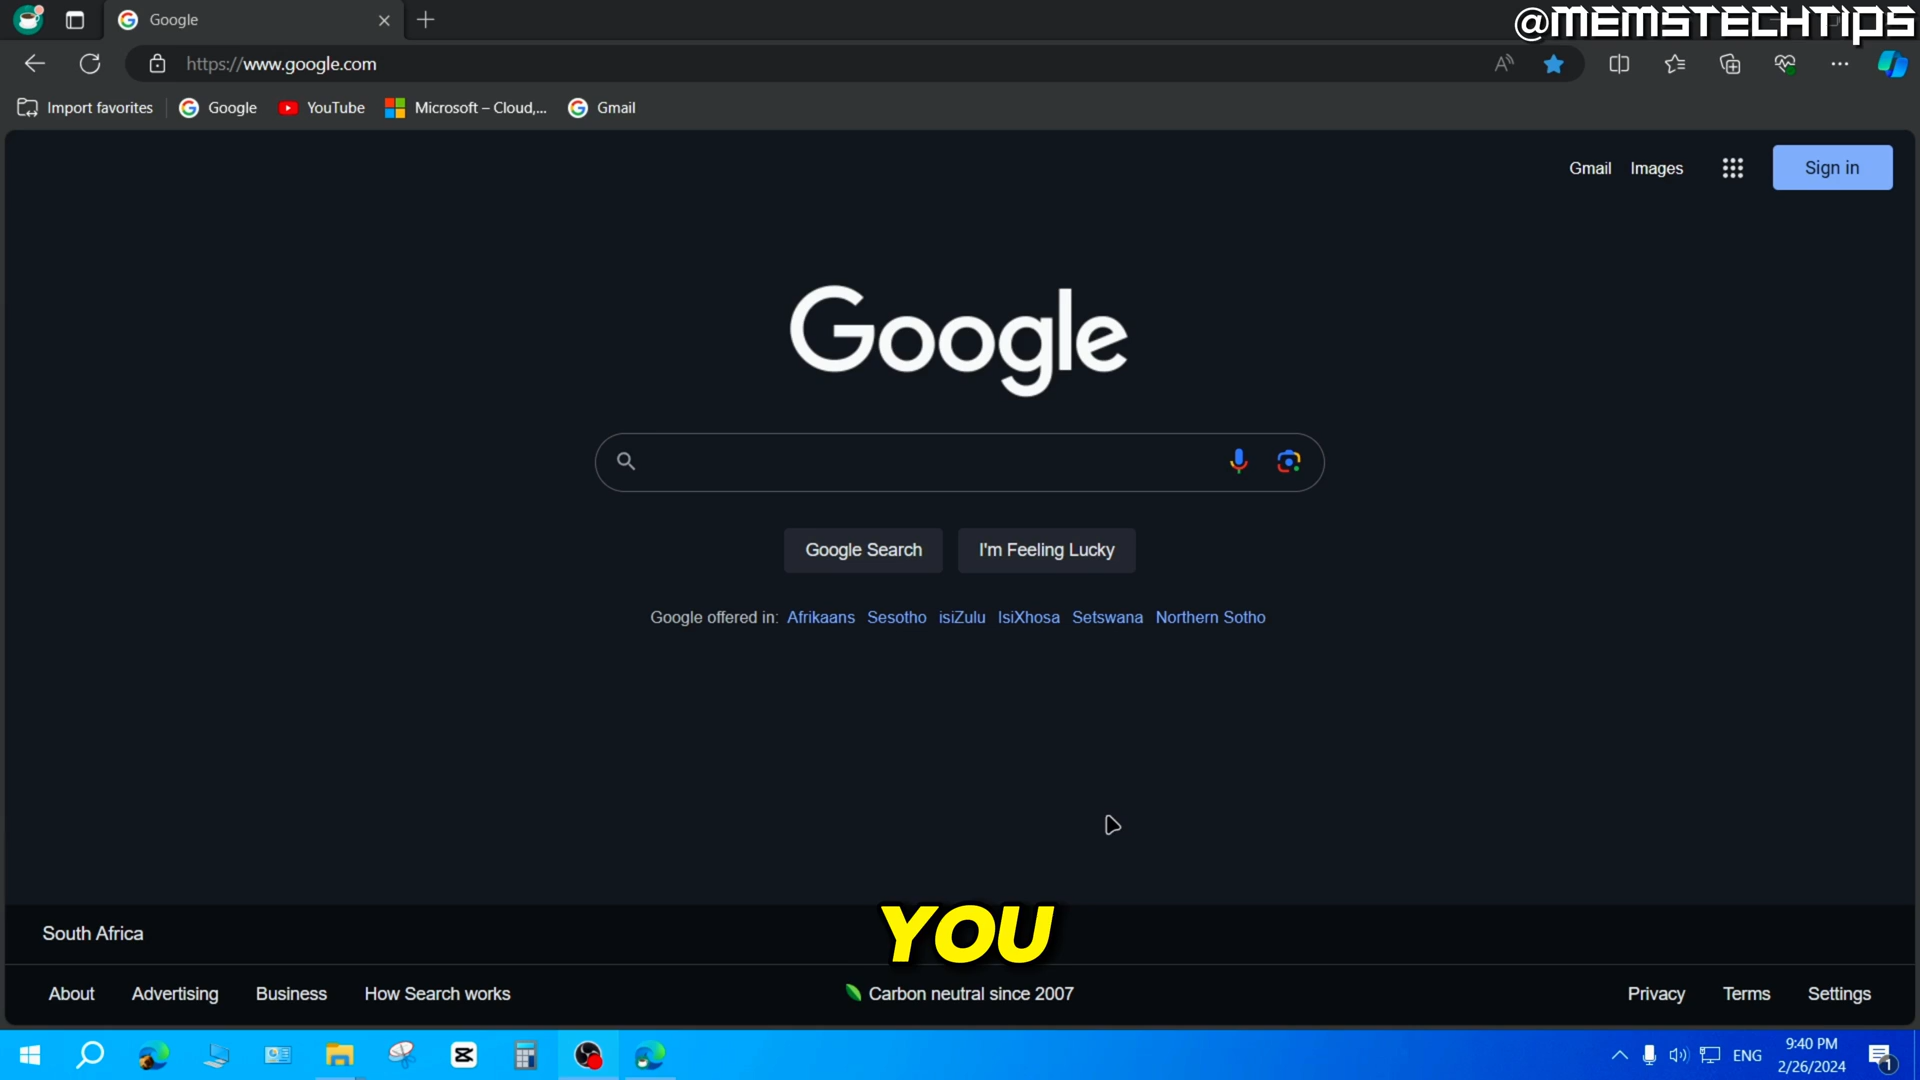 Google
@MEMSTECHTIPS
https://www.google.com
Import favorites Google YouTube Microsoft – Cloud,... Gmail
Gmail Images Sign in
Google
Google Search I'm Feeling Lucky
Google offered in: Afrikaans Sesotho isiZulu IsiXhosa Setswana Northern Sotho
YOU
South Africa
About Advertising Business How Search works Carbon neutral since 2007 Privacy Terms Settings
ENG
9:40 PM
2/26/2024
1